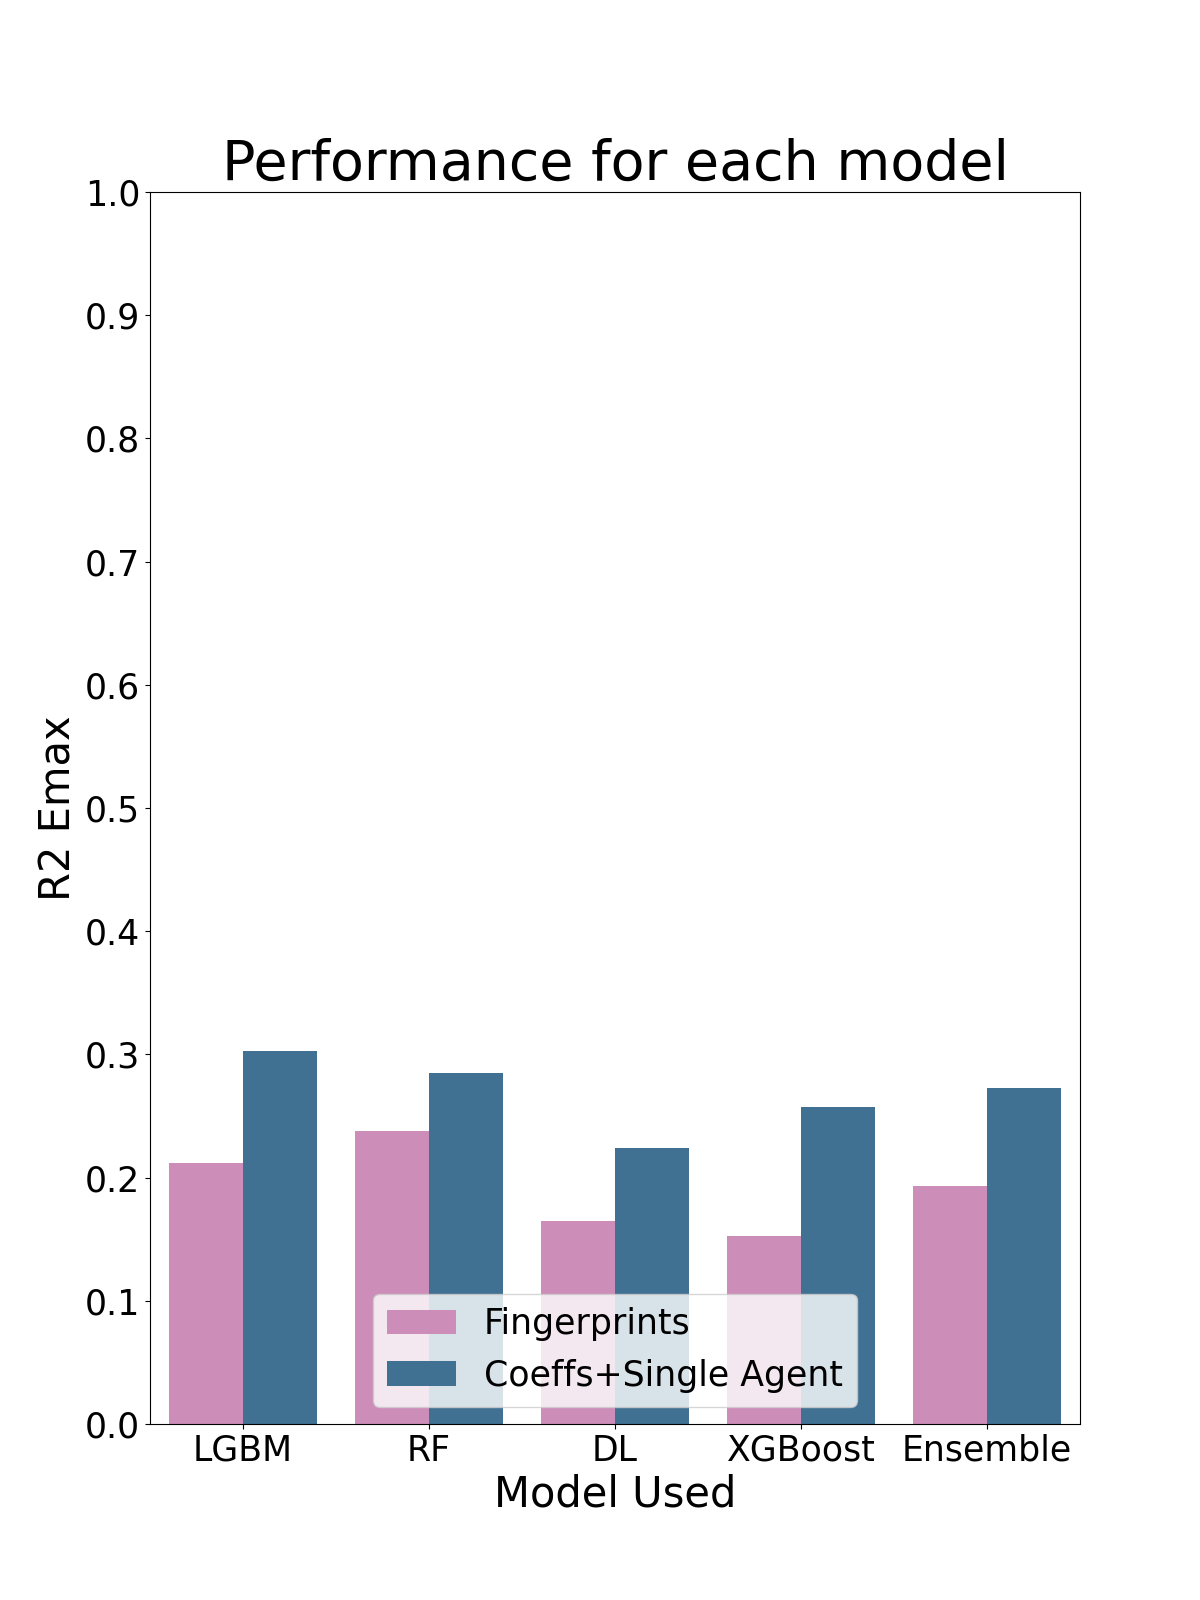 Performance for each model
1.0
0.9
0.8
0.7
0.6
0.5
0.4
0.3
0.2
0.1
0.0
R2 Emax
Fingerprints
Coeffs+Single Agent
LGBM RF DL XGBoost Ensemble
Model Used